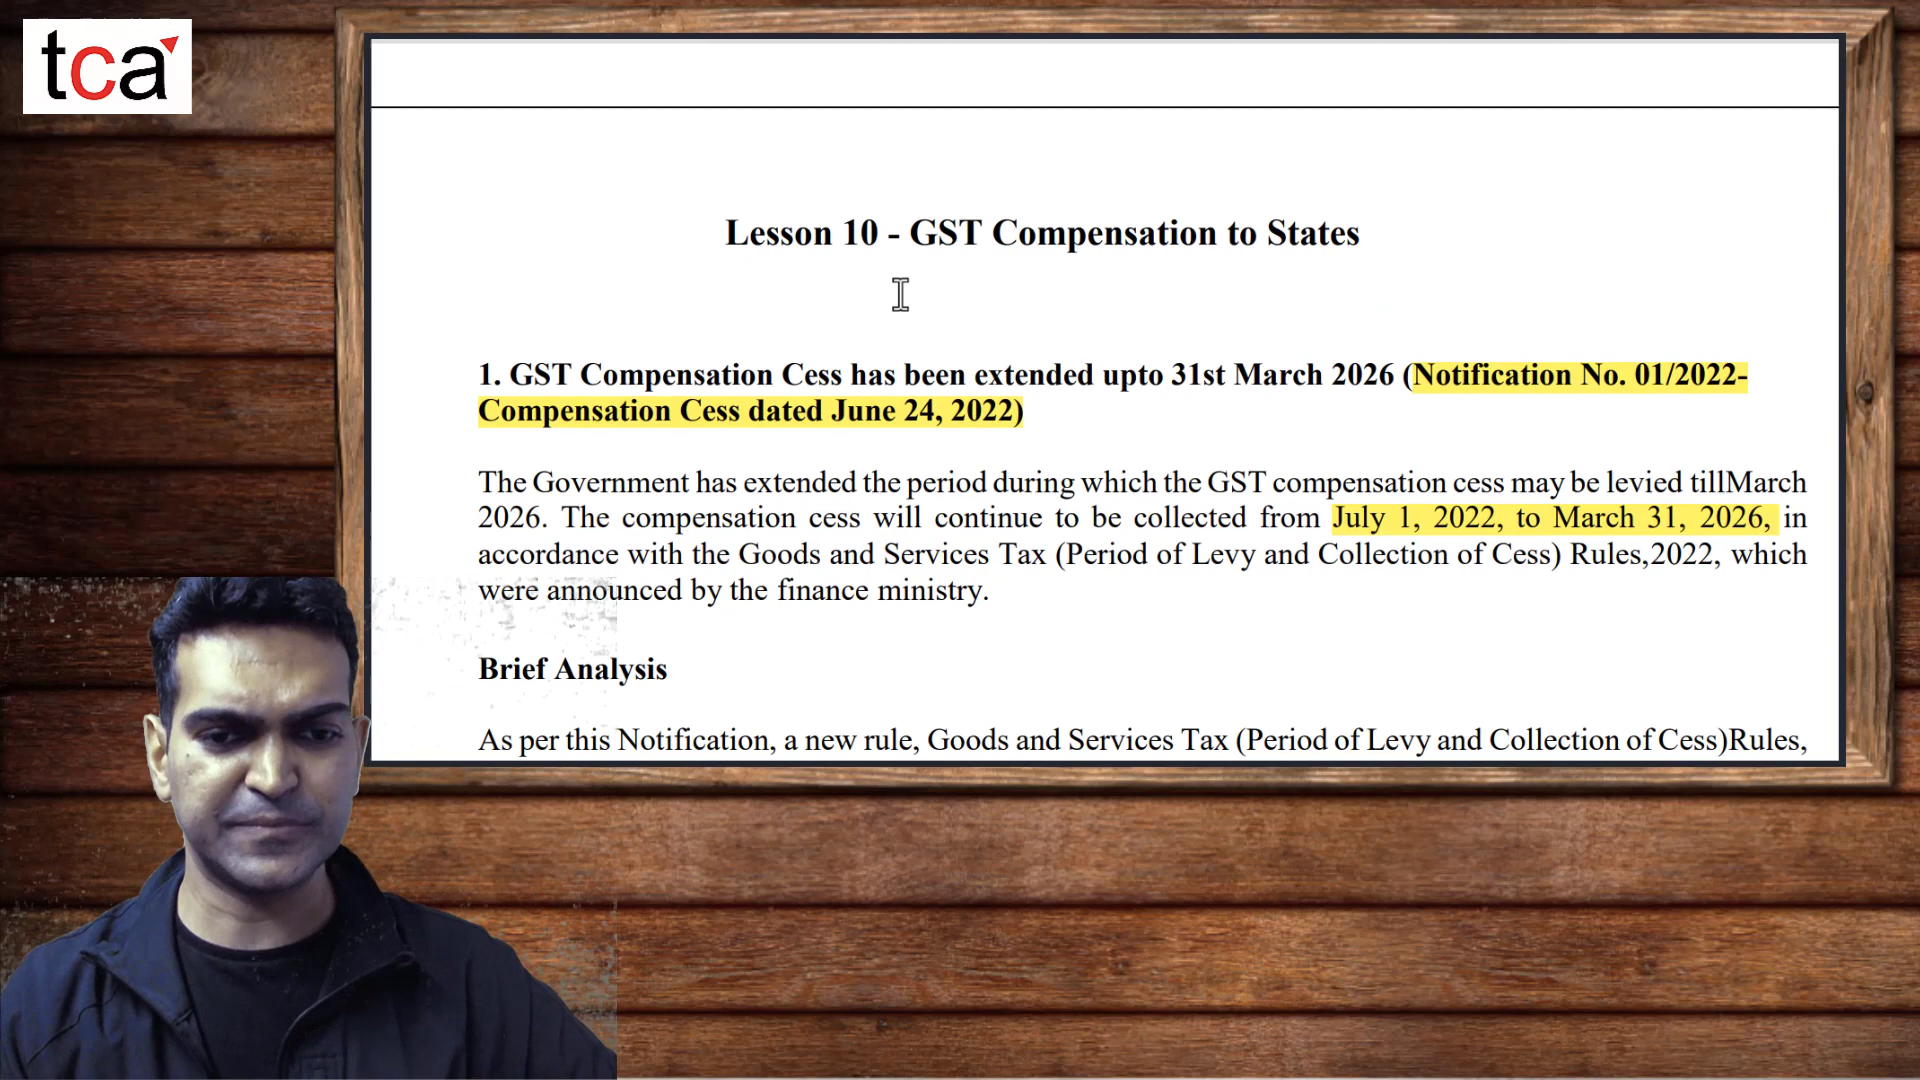 tca
Lesson 10 - GST Compensation to States
1. GST Compensation Cess has been extended upto 31st March 2026 (Notification No. 01/2022-
Compensation Cess dated June 24, 2022)
The Government has extended the period during which the GST compensation cess may be levied tillMarch
2026. The compensation cess will continue to be collected from July 1, 2022, to March 31, 2026, in
accordance with the Goods and Services Tax (Period of Levy and Collection of Cess) Rules,2022, which
were announced by the finance ministry.
Brief Analysis
As per this Notification, a new rule, Goods and Services Tax (Period of Levy and Collection of Cess)Rules,